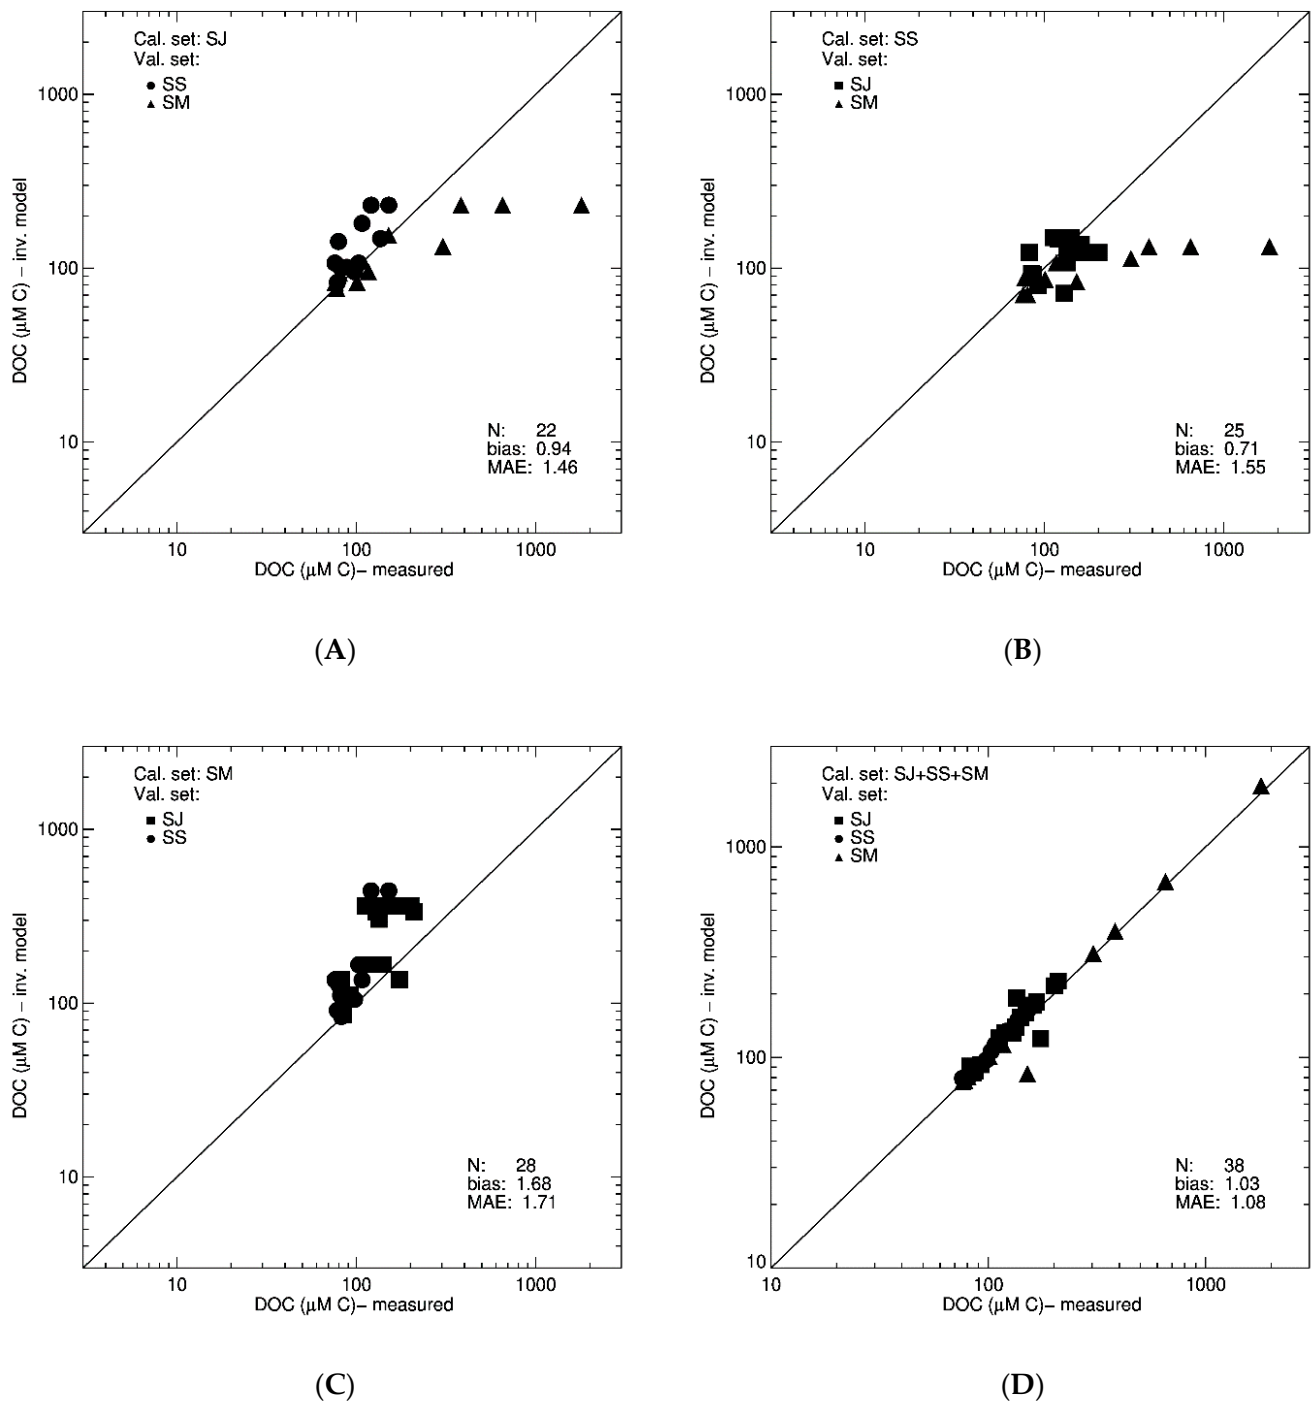 Cal. set: SJ
Val. set:
SS
SM
1000
100
10
DOC (μM C) − inv. model
N: 22
bias: 0.94
MAE: 1.46
10 100 1000
DOC (μM C)− measured
(A)
Cal. set: SS
Val. set:
SJ
SM
1000
100
10
DOC (μM C) − inv. model
N: 25
bias: 0.71
MAE: 1.55
10 100 1000
DOC (μM C)− measured
(B)
Cal. set: SM
Val. set:
SJ
SS
1000
100
10
DOC (μM C) − inv. model
N: 28
bias: 1.68
MAE: 1.71
10 100 1000
DOC (μM C)− measured
(C)
Cal. set: SJ+SS+SM
Val. set:
SJ
SS
SM
1000
100
10
DOC (μM C) − inv. model
N: 38
bias: 1.03
MAE: 1.08
10 100 1000
DOC (μM C)− measured
(D)